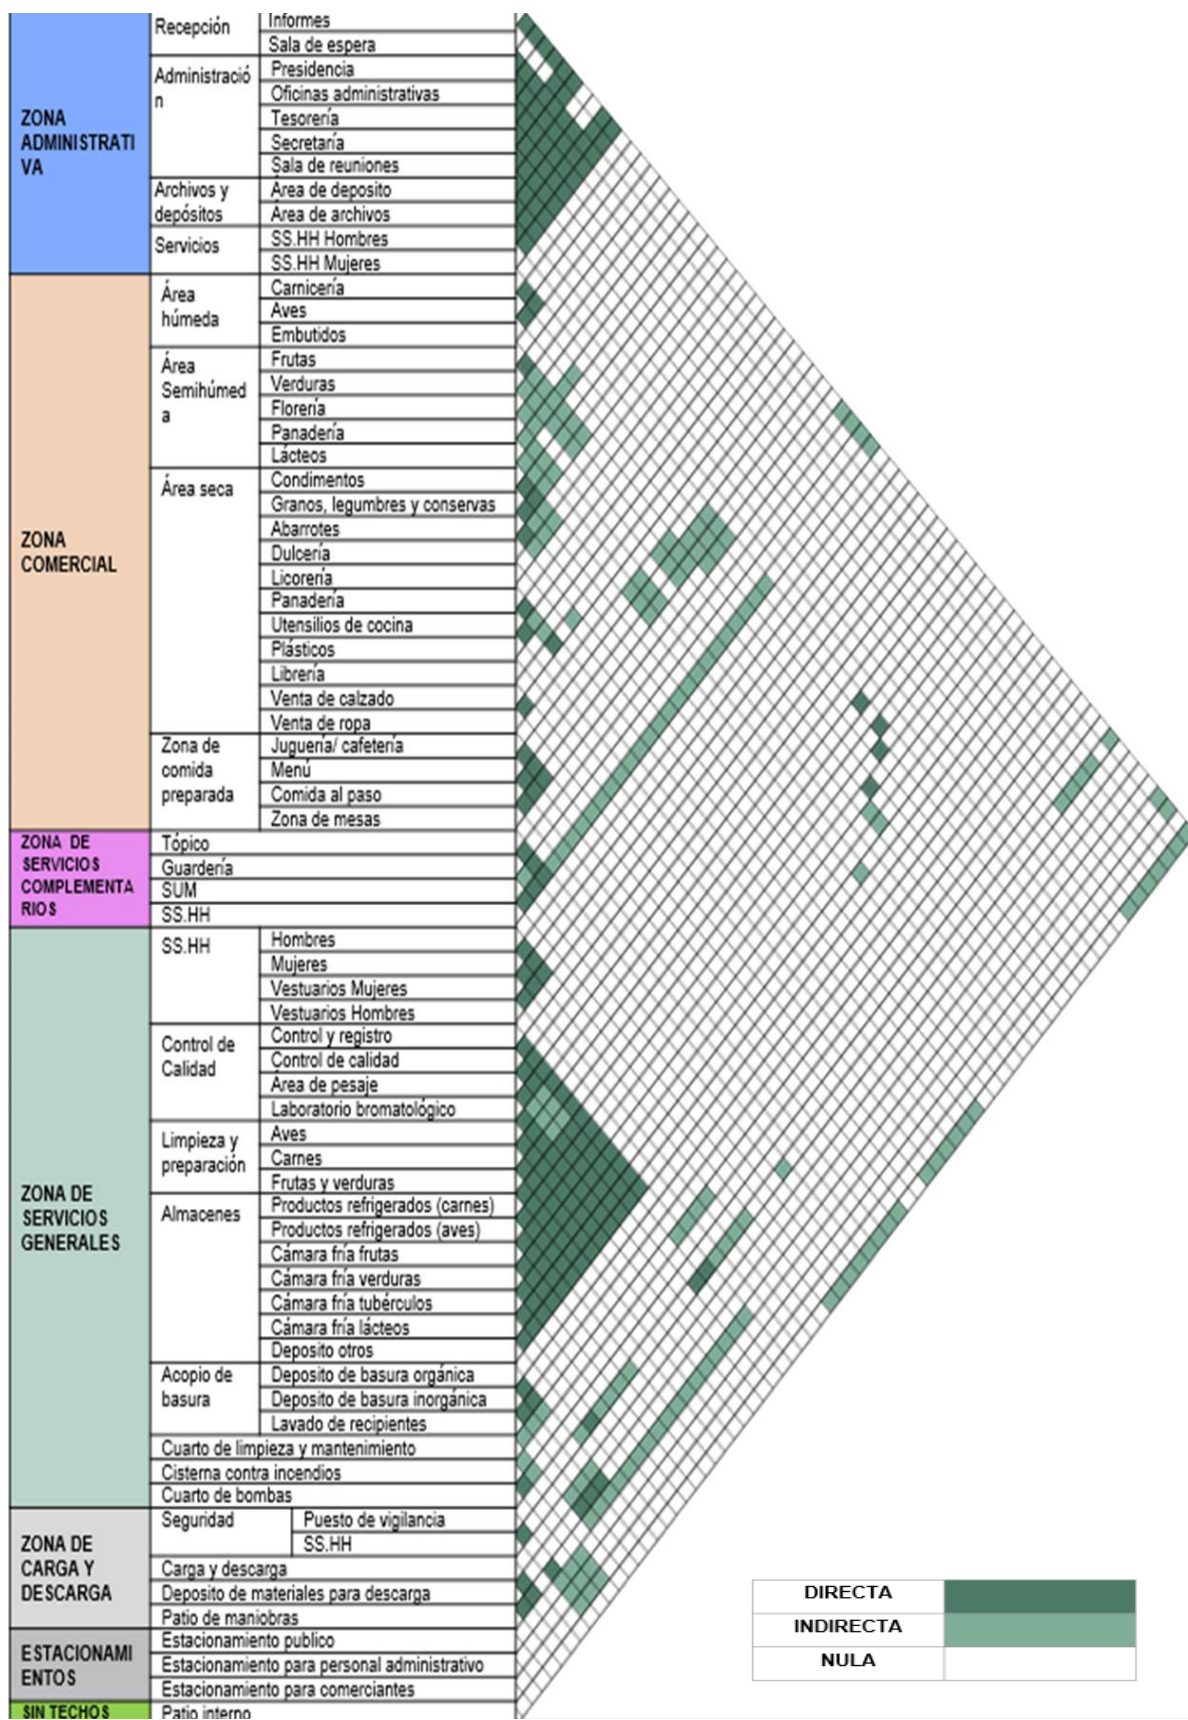 ZONA
ADMINISTRATI
VA
Recepción
Informes
Sala de espera
Administració
n
Presidencia
Oficinas administrativas
Tesorería
Secretaría
Sala de reuniones
Archivos y
depósitos
Área de deposito
Área de archivos
Servicios
SS.HH Hombres
SS.HH Mujeres
ZONA
COMERCIAL
Área
húmeda
Carnicería
Aves
Embutidos
Área
Semihúmed
a
Frutas
Verduras
Florería
Panadería
Lácteos
Área seca
Condimentos
Granos, legumbres y conservas
Abarrotes
Dulcería
Licorería
Panadería
Utensilios de cocina
Plásticos
Librería
Venta de calzado
Venta de ropa
Zona de
comida
preparada
Juguería/ cafetería
Menú
Comida al paso
Zona de mesas
ZONA DE
SERVICIOS
COMPLEMENTA
RIOS
Tópico
Guardería
SUM
SS.HH
ZONA DE
SERVICIOS
GENERALES
SS.HH
Hombres
Mujeres
Vestuarios Mujeres
Vestuarios Hombres
Control de
Calidad
Control y registro
Control de calidad
Área de pesaje
Laboratorio bromatológico
Limpieza y
preparación
Aves
Carnes
Frutas y verduras
Almacenes
Productos refrigerados (carnes)
Productos refrigerados (aves)
Cámara fría frutas
Cámara fría verduras
Cámara fría tubérculos
Cámara fría lácteos
Deposito otros
Acopio de
basura
Deposito de basura orgánica
Deposito de basura inorgánica
Lavado de recipientes
Cuarto de limpieza y mantenimiento
Cisterna contra incendios
Cuarto de bombas
ZONA DE
CARGA Y
DESCARGA
Seguridad
Puesto de vigilancia
SS.HH
Carga y descarga
Deposito de materiales para descarga
Patio de maniobras
ESTACIONAMI
ENTOS
Estacionamiento publico
Estacionamiento para personal administrativo
Estacionamiento para comerciantes
SIN TECHOS
Patio interno
DIRECTA
INDIRECTA
NULA